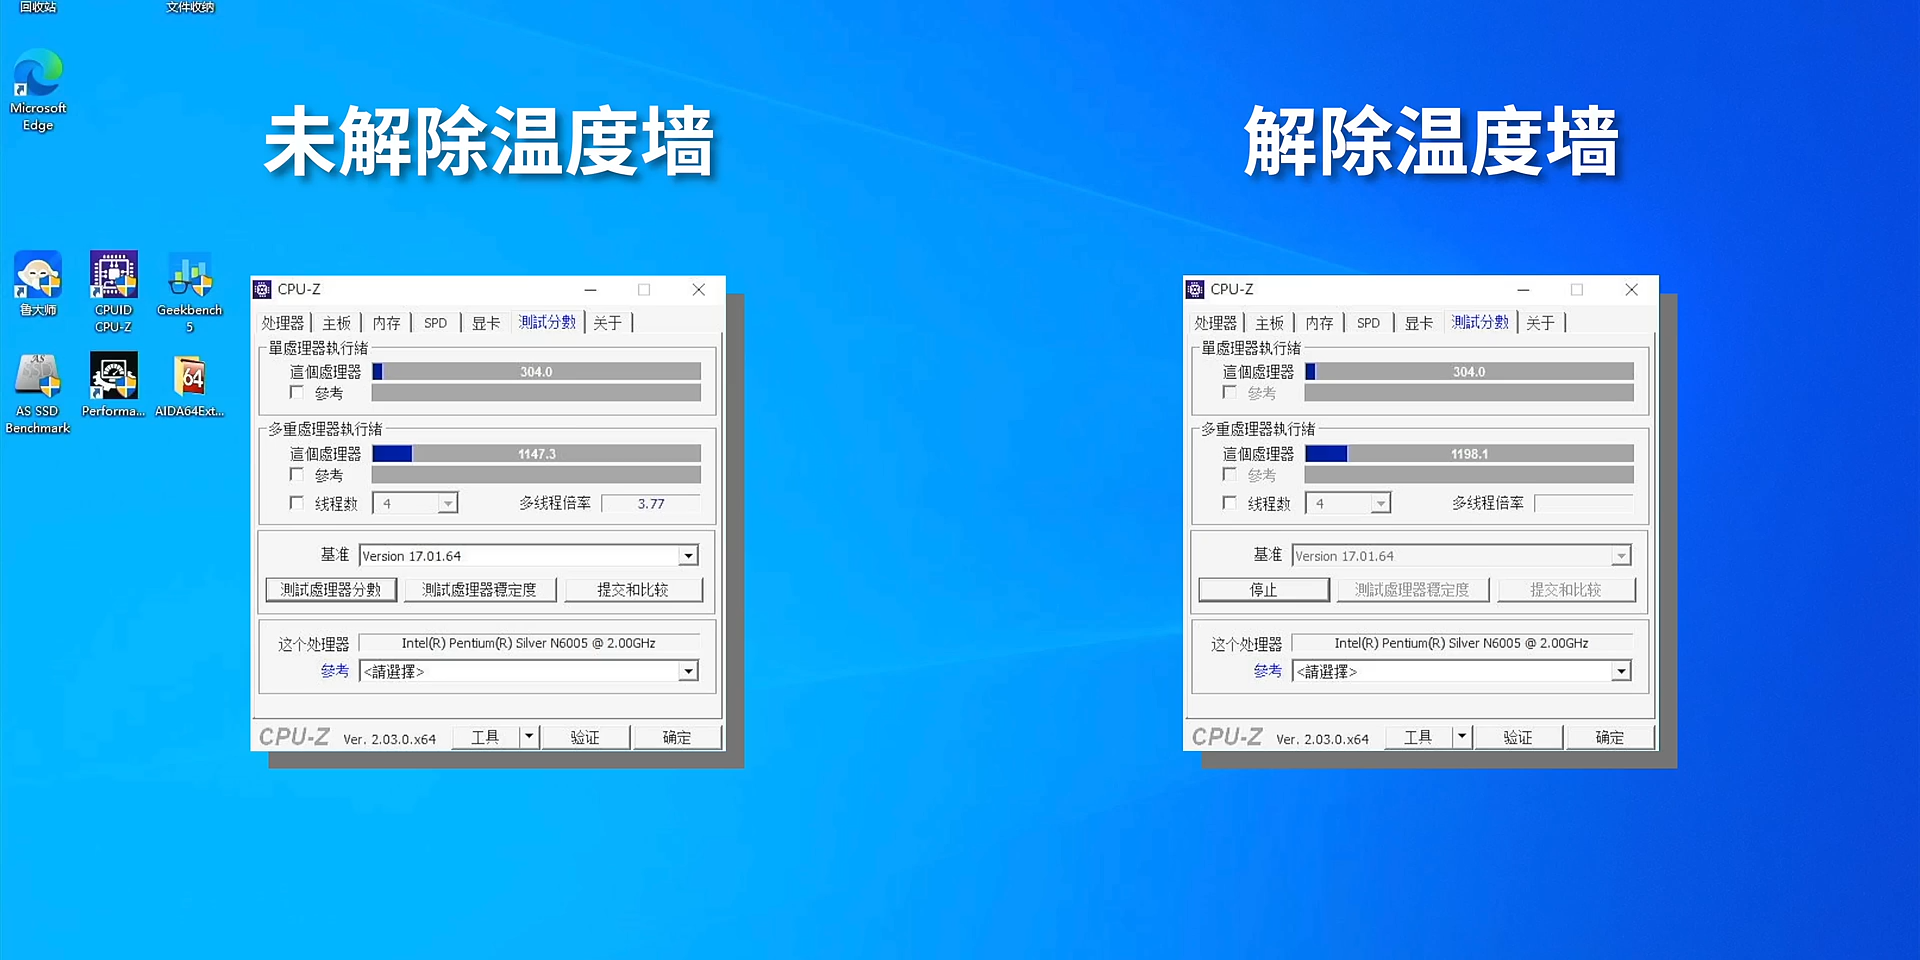 回收站
文件收纳
Microsoft
Edge
未解除温度墙
解除温度墙
鲁大师
CPUID
CPU-Z
Geekbench
5
AS SSD
Benchmark
Performa...
64
AIDA64Ext...
CPU-Z
处理器 主板 内存 SPD 显卡 測試分數 关于
單處理器執行緒
這個處理器 304.0
參考
多重處理器執行緒
這個處理器 1147.3
參考
线程数 4 多线程倍率 3.77
基准 Version 17.01.64
測試處理器分數 測試處理器穩定度 提交和比较
这个处理器 Intel(R) Pentium(R) Silver N6005 @ 2.00GHz
參考 <請選擇>
CPU-Z Ver. 2.03.0.x64 工具 验证 确定
CPU-Z
处理器 主板 内存 SPD 显卡 測試分數 关于
單處理器執行緒
這個處理器 304.0
參考
多重處理器執行緒
這個處理器 1198.1
參考
线程数 4 多线程倍率
基准 Version 17.01.64
停止 測試處理器穩定度 提交和比较
这个处理器 Intel(R) Pentium(R) Silver N6005 @ 2.00GHz
參考 <請選擇>
CPU-Z Ver. 2.03.0.x64 工具 验证 确定